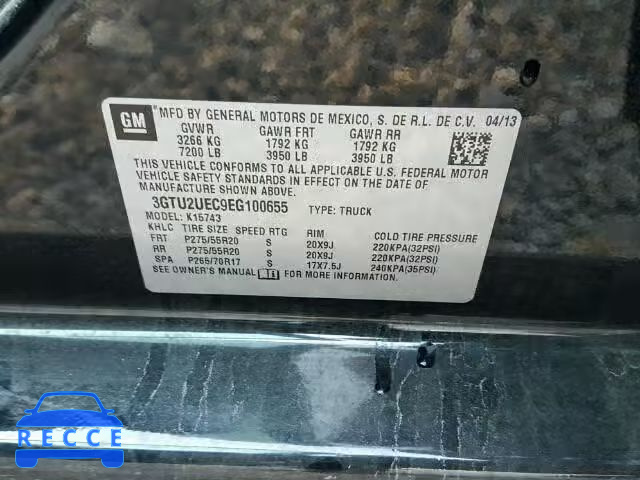 GM
MFD BY GENERAL MOTORS DE MEXICO, S. DE R.L. DE C.V. 04/13
GVWR GAWR FRT GAWR RR
3266 KG 1792 KG 1792 KG
7200 LB 3950 LB 3950 LB
THIS VEHICLE CONFORMS TO ALL APPLICABLE U.S. FEDERAL MOTOR
VEHICLE SAFETY STANDARDS IN EFFECT ON THE DATE OF
MANUFACTURE SHOWN ABOVE.
3GTU2UEC9EG100655 TYPE: TRUCK
MODEL: K15743
KHLC TIRE SIZE SPEED RTG RIM COLD TIRE PRESSURE
FRT P275/55R20 S 20X9J 220KPA(32PSI)
RR P275/55R20 S 20X9J 220KPA(32PSI)
SPA P265/70R17 S 17X7.5J 240KPA(35PSI)
SEE OWNER'S MANUAL FOR MORE INFORMATION.
RECCE